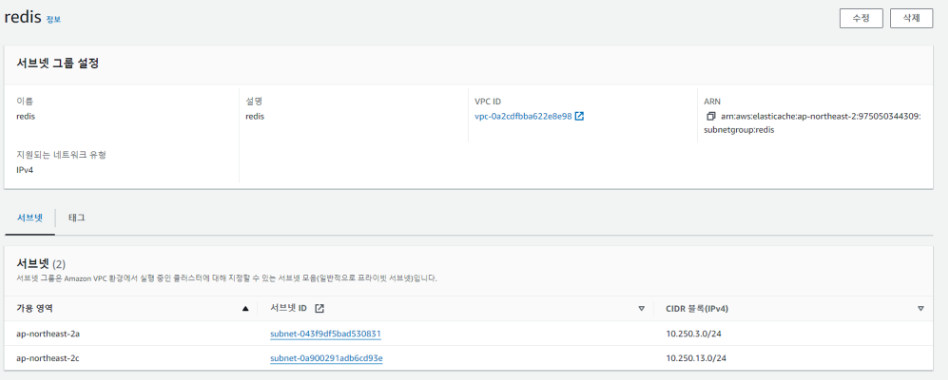 redis 정보
수정
삭제
서브넷 그룹 설정
이름
redis
설명
redis
VPC ID
vpc-0a2cdfbba622e8e98
ARN
arn:aws:elasticache:ap-northeast-2:975050344309:
subnetgroup:redis
지원되는 네트워크 유형
IPv4
서브넷
태그
서브넷 (2)
서브넷 그룹은 Amazon VPC 환경에서 실행 중인 클러스터에 대해 지정할 수 있는 서브넷 모음(일반적으로 프라이빗 서브넷)입니다.
가용 영역
서브넷 ID
CIDR 블록(IPv4)
ap-northeast-2a
subnet-043f9df5bad530831
10.250.3.0/24
ap-northeast-2c
subnet-0a900291adb6cd93e
10.250.13.0/24